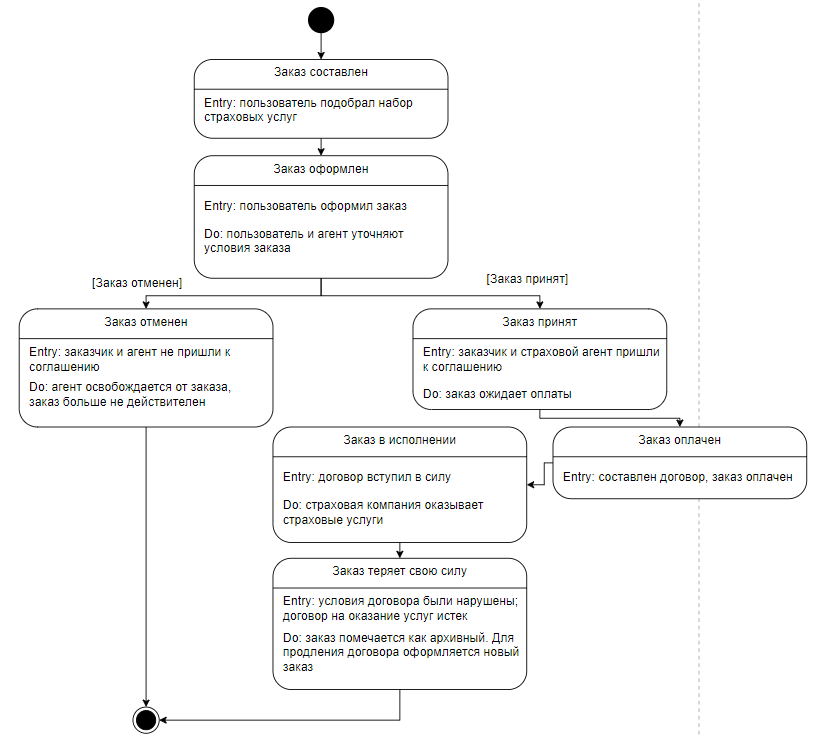 Заказ составлен
Entry: пользователь подобрал набор
страховых услуг
Заказ оформлен
Entry: пользователь оформил заказ
Do: пользователь и агент уточняют
условия заказа
[Заказ отменен]
[Заказ принят]
Заказ отменен
Entry: заказчик и агент не пришли к
соглашению
Do: агент освобождается от заказа,
заказ больше не действителен
Заказ принят
Entry: заказчик и страховой агент пришли
к соглашению
Do: заказ ожидает оплаты
Заказ оплачен
Entry: составлен договор, заказ оплачен
Заказ в исполнении
Entry: договор вступил в силу
Do: страховая компания оказывает
страховые услуги
Заказ теряет свою силу
Entry: условия договора были нарушены;
договор на оказание услуг истек
Do: заказ помечается как архивный. Для
продления договора оформляется новый
заказ